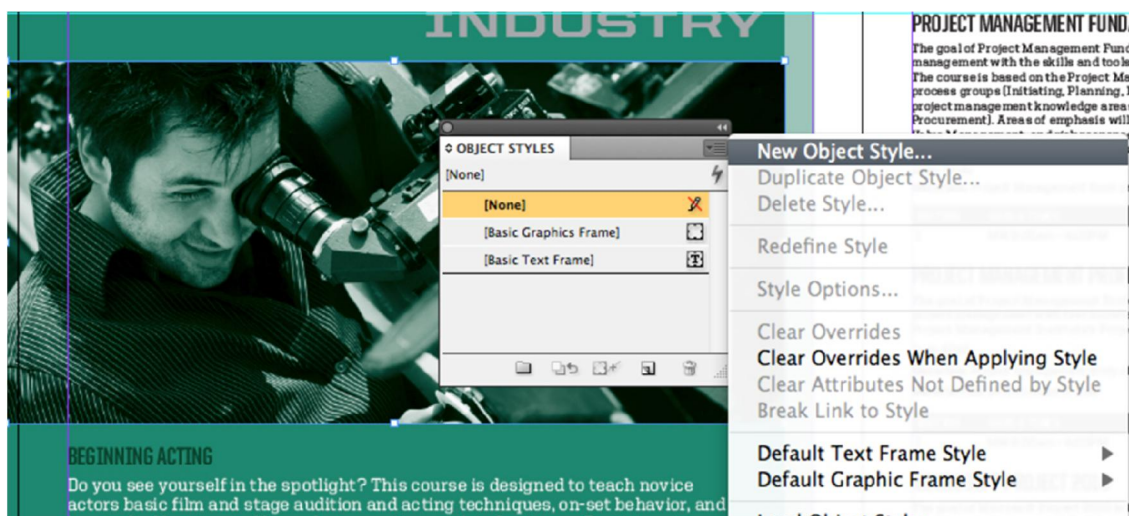 INDUSTRY
PROJECT MANAGEMENT FUND
The goal of Project Management Fund
management with the skills and tools
The course is based on the Project Ma
process groups (Initiating, Planning,
project management knowledge areas
Procurement). Areas of emphasis will
OBJECT STYLES
[None]
[None]
[Basic Graphics Frame]
[Basic Text Frame]
New Object Style...
Duplicate Object Style...
Delete Style...
Redefine Style
Style Options...
Clear Overrides
Clear Overrides When Applying Style
Clear Attributes Not Defined by Style
Break Link to Style
Default Text Frame Style
Default Graphic Frame Style
BEGINNING ACTING
Do you see yourself in the spotlight? This course is designed to teach novice
actors basic film and stage audition and acting techniques, on-set behavior, and